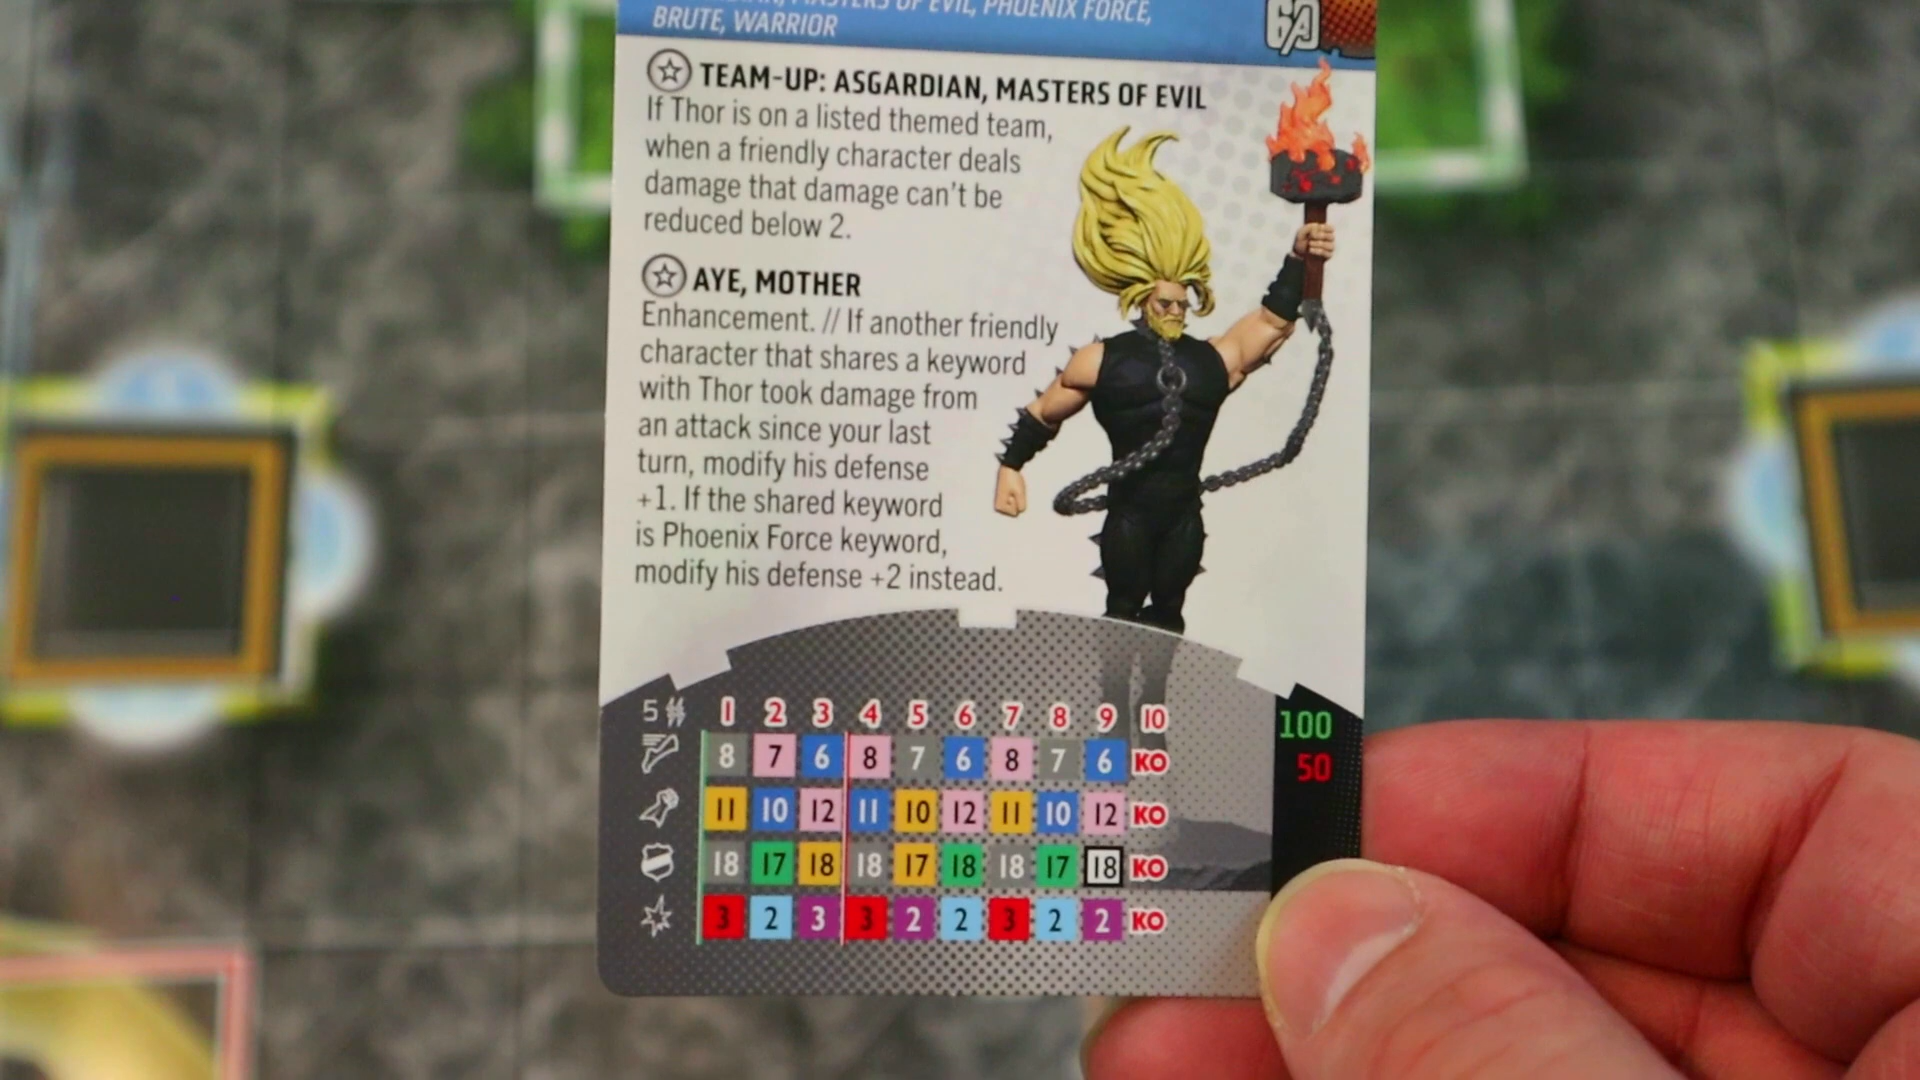 MASTERS OF EVIL, PHOENIX FORCE,
BRUTE, WARRIOR
TEAM-UP: ASGARDIAN, MASTERS OF EVIL
If Thor is on a listed themed team,
when a friendly character deals
damage that damage can't be
reduced below 2.
AYE, MOTHER
Enhancement. // If another friendly
character that shares a keyword
with Thor took damage from
an attack since your last
turn, modify his defense
+1. If the shared keyword
is Phoenix Force keyword,
modify his defense +2 instead.
5 1 2 3 4 5 6 7 8 9 10
8 7 6 8 7 6 8 7 6 KO
11 10 12 11 10 12 11 10 12 KO
18 17 18 18 17 18 18 17 18 KO
3 2 3 3 2 2 3 2 2 KO
100
50